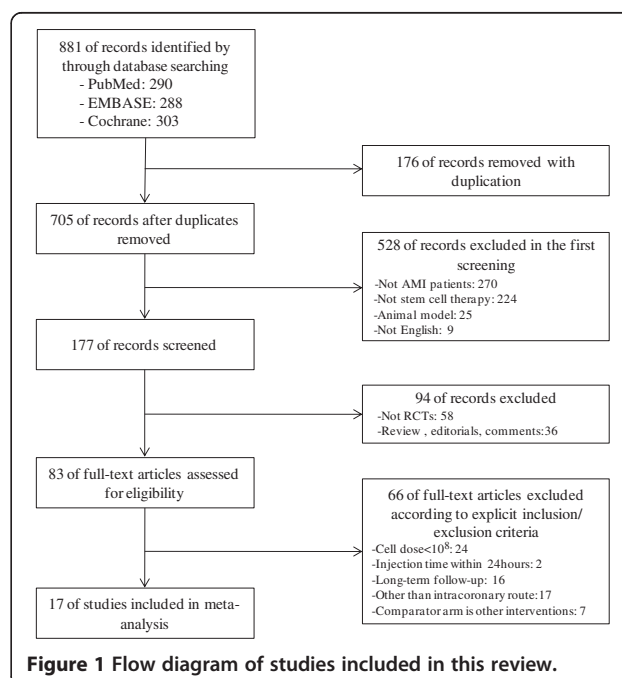 881 of records identified by
through database searching
- PubMed: 290
- EMBASE: 288
- Cochrane: 303
176 of records removed with
duplication
705 of records after duplicates
removed
528 of records excluded in the first
screening
-Not AMI patients: 270
-Not stem cell therapy: 224
-Animal model: 25
-Not English: 9
177 of records screened
94 of records excluded
-Not RCTs: 58
-Review , editorials, comments:36
83 of full-text articles assessed
for eligibility
66 of full-text articles excluded
according to explicit inclusion/
exclusion criteria
-Cell dose<10⁸: 24
-Injection time within 24hours: 2
-Long-term follow-up: 16
-Other than intracoronary route:17
-Comparator arm is other interventions: 7
17 of studies included in meta-
analysis
Figure 1 Flow diagram of studies included in this review.